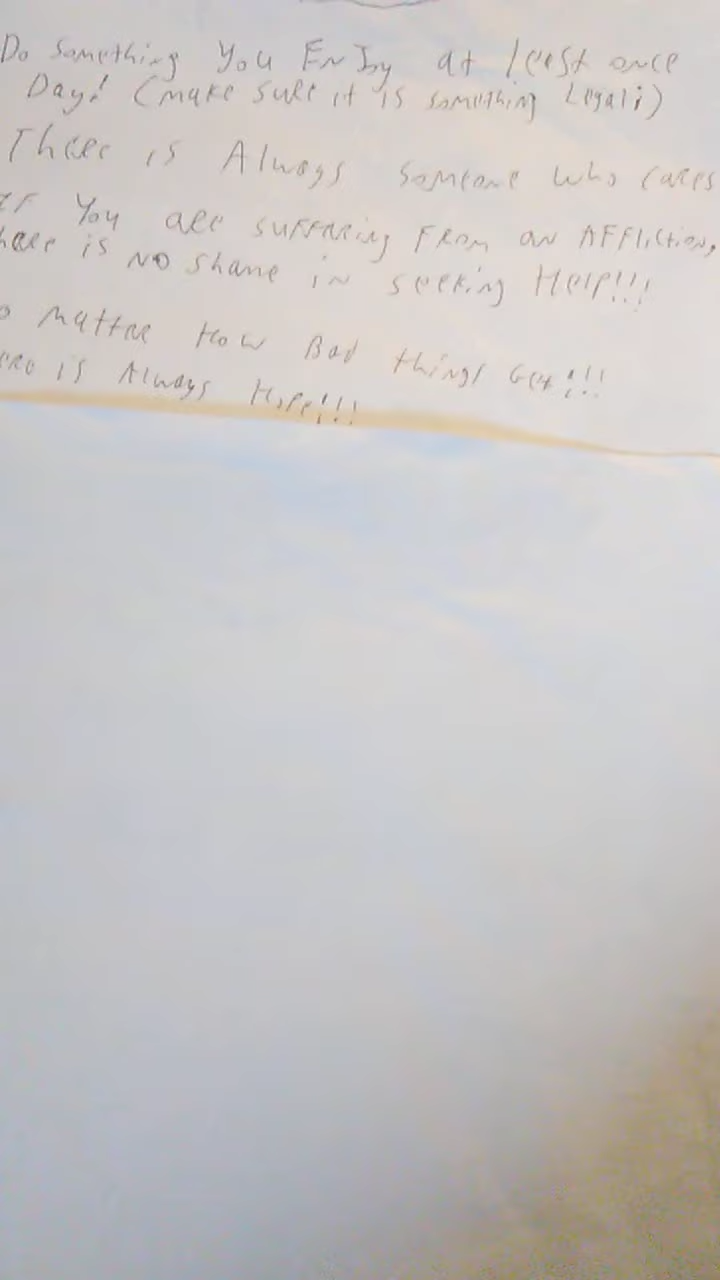 Do something You EnJoy at least once
Day! (make sure it is something Legal!)
There is Always someone who cares
If You are suffering From an AFFliction,
here is NO shame in seeking Help!!!
o matter How Bad things Get!!!
ere is Always Hope!!!